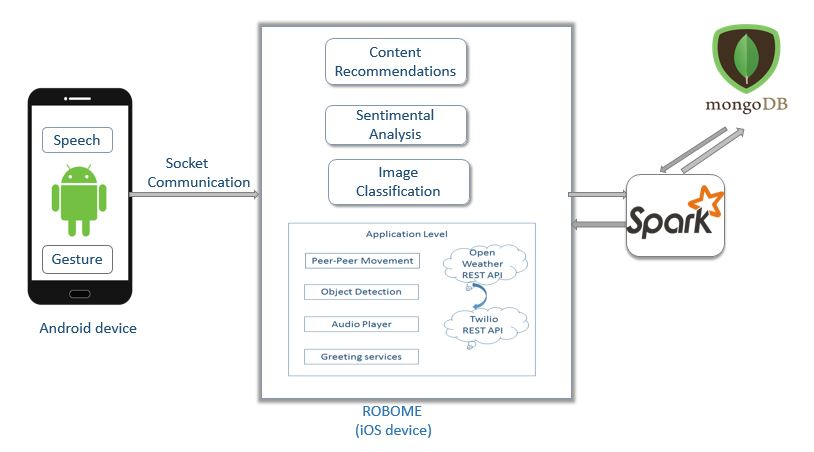 Speech
Gesture
Android device
Socket
Communication
Content
Recommendations
Sentimental
Analysis
Image
Classification
Application Level
Peer-Peer Movement
Object Detection
Audio Player
Greeting services
Open
Weather
REST API
Twilio
REST API
ROBOME
(iOS device)
Spark
mongoDB